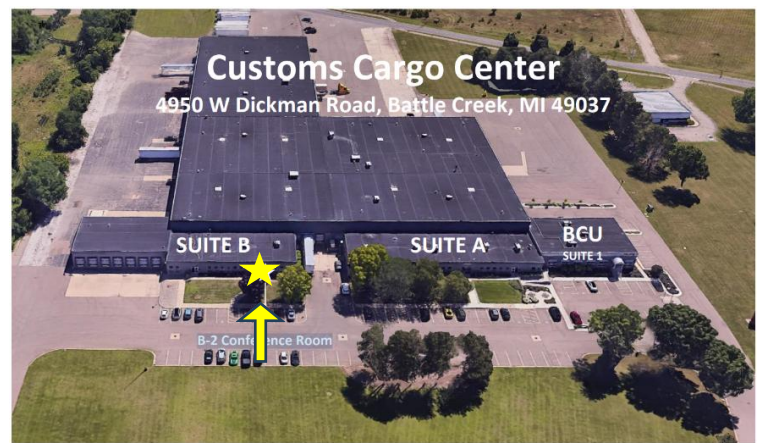 Customs Cargo Center
4950 W Dickman Road, Battle Creek, MI 49037
SUITE B
SUITE A
BCU
SUITE 1
B-2 Conference Room